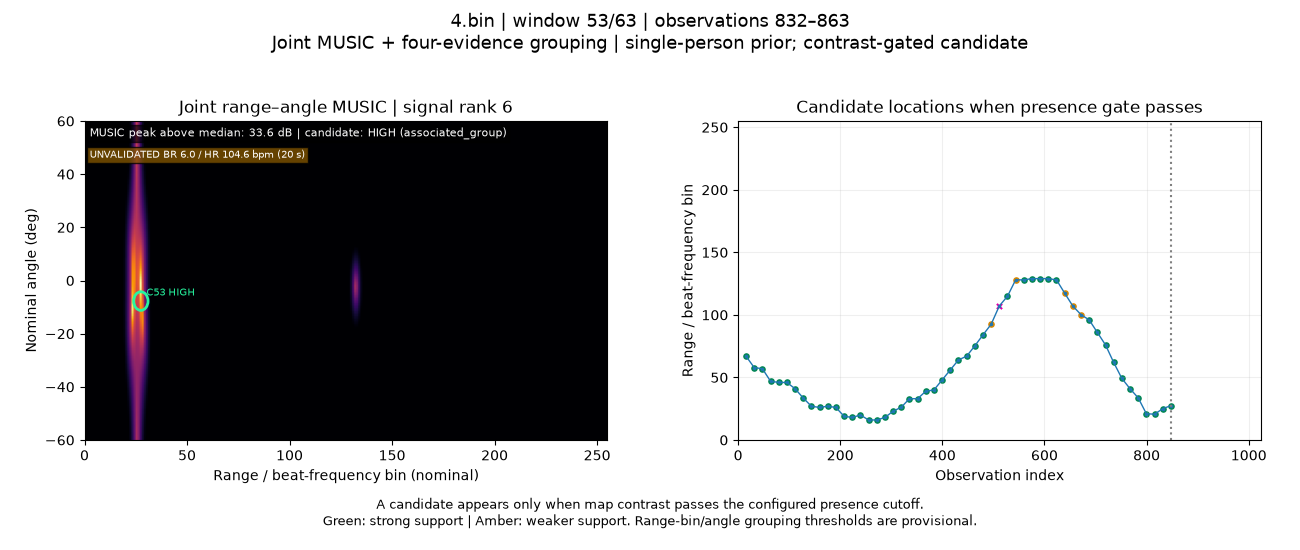 4.bin | window 53/63 | observations 832–863
Joint MUSIC + four-evidence grouping | single-person prior; contrast-gated candidate
Joint range–angle MUSIC | signal rank 6
MUSIC peak above median: 33.6 dB | candidate: HIGH (associated_group)
UNVALIDATED BR 6.0 / HR 104.6 bpm (20 s)
C53 HIGH
60
40
20
0
−20
−40
−60
Nominal angle (deg)
0 50 100 150 200 250
Range / beat-frequency bin (nominal)
Candidate locations when presence gate passes
250
200
150
100
50
0
Range / beat-frequency bin
0 200 400 600 800 1000
Observation index
A candidate appears only when map contrast passes the configured presence cutoff.
Green: strong support | Amber: weaker support. Range-bin/angle grouping thresholds are provisional.